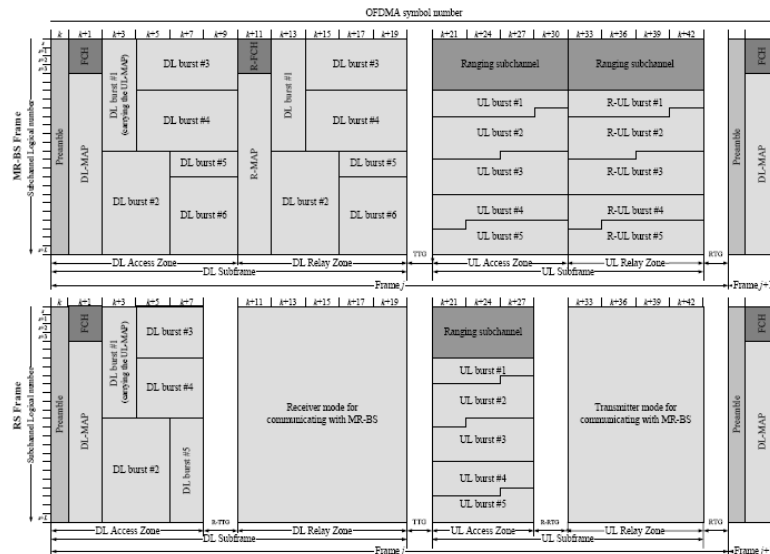 OFDMA symbol number
k k+1 k+3 k+5 k+7 k+9 k+11 k+13 k+15 k+17 k+19 k+21 k+24 k+27 k+30 k+33 k+36 k+39 k+42
MR-BS Frame
Subchannel Logical number
Preamble
FCH
DL-MAP
DL burst #1
(carrying the UL-MAP)
DL burst #2
DL burst #3
DL burst #4
DL burst #5
DL burst #6
R-FCH
R-MAP
DL burst #1
DL burst #2
DL burst #3
DL burst #4
DL burst #5
DL burst #6
Ranging subchannel
UL burst #1
UL burst #2
UL burst #3
UL burst #4
UL burst #5
Ranging subchannel
R-UL burst #1
R-UL burst #2
R-UL burst #3
R-UL burst #4
R-UL burst #5
Preamble
FCH
DL-MAP
DL Access Zone
DL Relay Zone
TTG
UL Access Zone
UL Relay Zone
RTG
DL Subframe
UL Subframe
Frame j
Frame j+1
k k+1 k+3 k+5 k+7 k+11 k+13 k+15 k+17 k+19 k+21 k+24 k+27 k+33 k+36 k+39 k+42
RS Frame
Subchannel Logical number
Preamble
FCH
DL-MAP
DL burst #1
(carrying the UL-MAP)
DL burst #2
DL burst #3
DL burst #4
DL burst #5
Receiver mode for
communicating with MR-BS
Ranging subchannel
UL burst #1
UL burst #2
UL burst #3
UL burst #4
UL burst #5
Transmitter mode for
communicating with MR-BS
Preamble
FCH
DL-MAP
DL Access Zone
R-TTG
DL Relay Zone
TTG
UL Access Zone
R-RTG
UL Relay Zone
RTG
DL Subframe
UL Subframe
Frame j